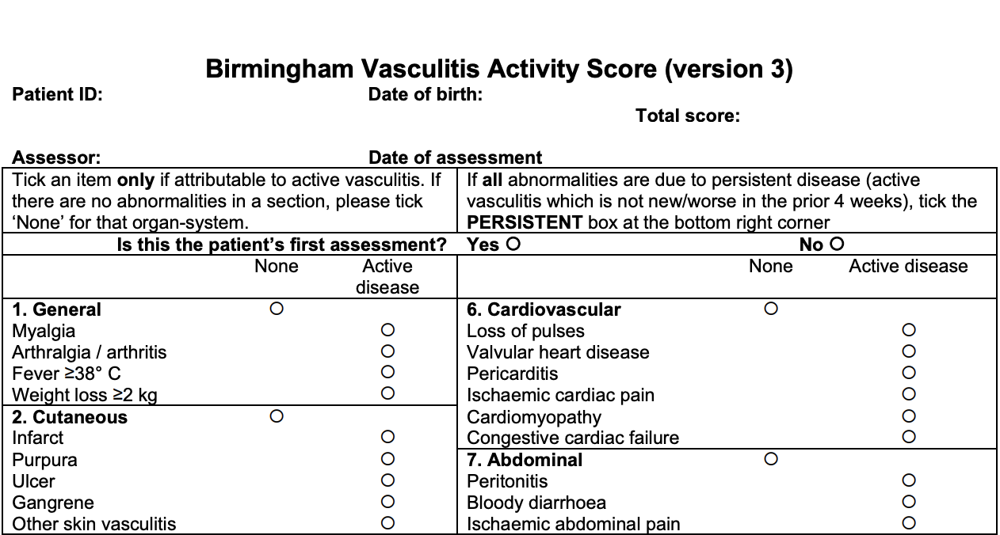 Birmingham Vasculitis Activity Score (version 3)
Patient ID: Date of birth:
Total score:
Assessor: Date of assessment
Tick an item only if attributable to active vasculitis. If
there are no abnormalities in a section, please tick
‘None’ for that organ-system.
If all abnormalities are due to persistent disease (active
vasculitis which is not new/worse in the prior 4 weeks), tick the
PERSISTENT box at the bottom right corner
Is this the patient’s first assessment? Yes No
None Active
disease
1. General
Myalgia
Arthralgia / arthritis
Fever ≥38° C
Weight loss ≥2 kg
2. Cutaneous
Infarct
Purpura
Ulcer
Gangrene
Other skin vasculitis
None Active disease
6. Cardiovascular
Loss of pulses
Valvular heart disease
Pericarditis
Ischaemic cardiac pain
Cardiomyopathy
Congestive cardiac failure
7. Abdominal
Peritonitis
Bloody diarrhoea
Ischaemic abdominal pain